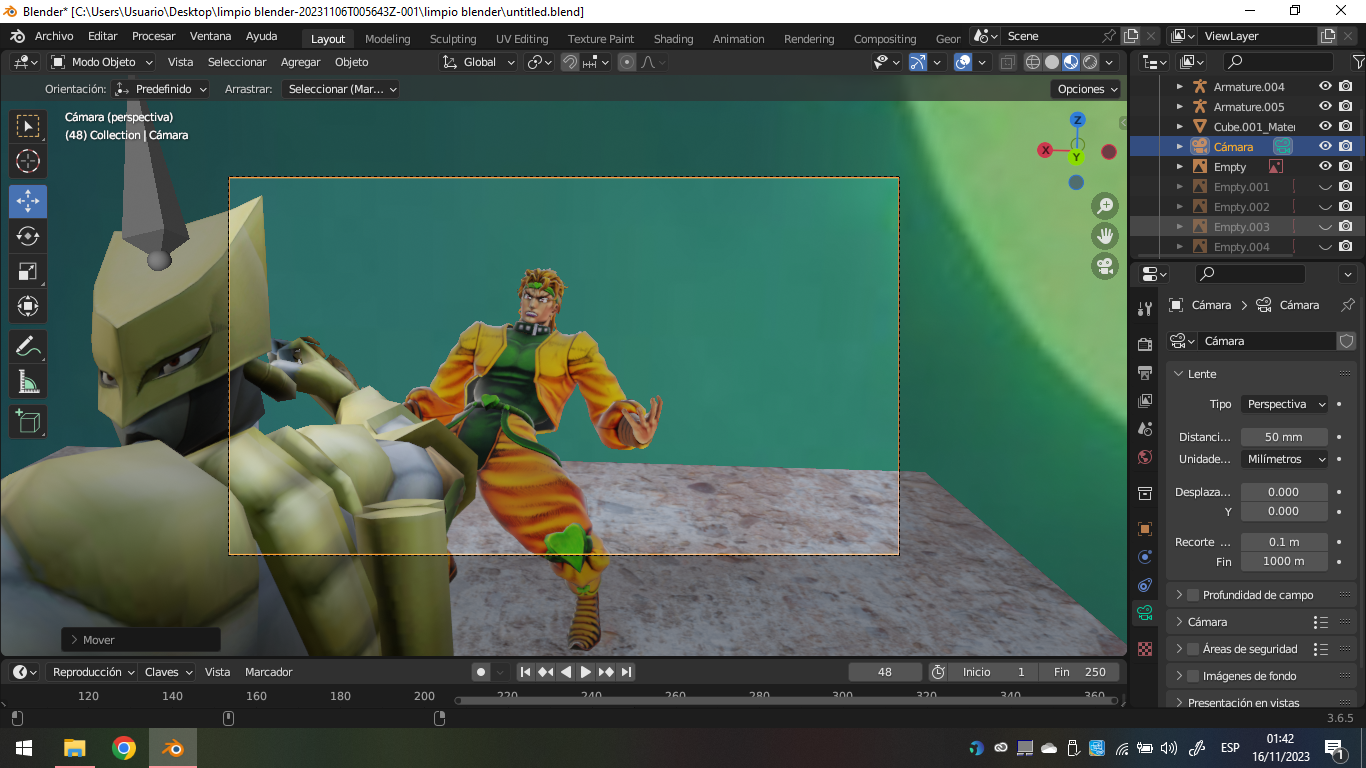 Blender* [C:\Users\Usuario\Desktop\limpio blender-20231106T005643Z-001\limpio blender\untitled.blend]
Archivo Editar Procesar Ventana Ayuda Layout Modeling Sculpting UV Editing Texture Paint Shading Animation Rendering Compositing Geor Scene ViewLayer
Modo Objeto Vista Seleccionar Agregar Objeto Global
Orientación: Predefinido Arrastrar: Seleccionar (Mar... Opciones
Cámara (perspectiva)
(48) Collection | Cámara
Z
X
Y
Armature.004
Armature.005
Cube.001_Mater
Cámara
Empty
Empty.001
Empty.002
Empty.003
Empty.004
Cámara > Cámara
Cámara
Lente
Tipo Perspectiva
Distanci... 50 mm
Unidade... Milímetros
Desplaza... 0.000
Y 0.000
Recorte ... 0.1 m
Fin 1000 m
Profundidad de campo
Cámara
Áreas de seguridad
Imágenes de fondo
Presentación en vistas
> Mover
Reproducción Claves Vista Marcador 48 Inicio 1 Fin 250
120 140 160 180 200 220 240 260 280 300 320 340 360
3.6.5
ESP
01:42
16/11/2023
1